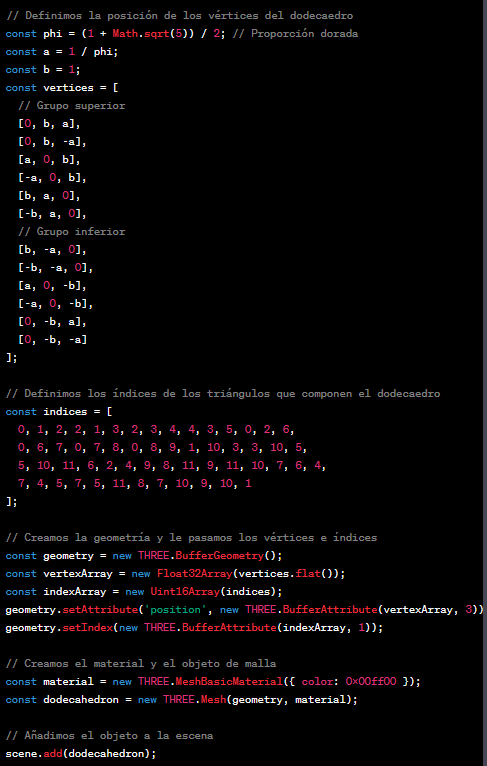 // Definimos la posición de los vértices del dodecaedro
const phi = (1 + Math.sqrt(5)) / 2; // Proporción dorada
const a = 1 / phi;
const b = 1;
const vertices = [
  // Grupo superior
  [0, b, a],
  [0, b, -a],
  [a, 0, b],
  [-a, 0, b],
  [b, a, 0],
  [-b, a, 0],
  // Grupo inferior
  [b, -a, 0],
  [-b, -a, 0],
  [a, 0, -b],
  [-a, 0, -b],
  [0, -b, a],
  [0, -b, -a]
];

// Definimos los índices de los triángulos que componen el dodecaedro
const indices = [
  0, 1, 2, 2, 1, 3, 2, 3, 4, 4, 3, 5, 0, 2, 6,
  0, 6, 7, 0, 7, 8, 0, 8, 9, 1, 10, 3, 3, 10, 5,
  5, 10, 11, 6, 2, 4, 9, 8, 11, 9, 11, 10, 7, 6, 4,
  7, 4, 5, 7, 5, 11, 8, 7, 10, 9, 10, 1
];

// Creamos la geometría y le pasamos los vértices e índices
const geometry = new THREE.BufferGeometry();
const vertexArray = new Float32Array(vertices.flat());
const indexArray = new Uint16Array(indices);
geometry.setAttribute('position', new THREE.BufferAttribute(vertexArray, 3))
geometry.setIndex(new THREE.BufferAttribute(indexArray, 1));

// Creamos el material y el objeto de malla
const material = new THREE.MeshBasicMaterial({ color: 0x00ff00 });
const dodecahedron = new THREE.Mesh(geometry, material);

// Añadimos el objeto a la escena
scene.add(dodecahedron);